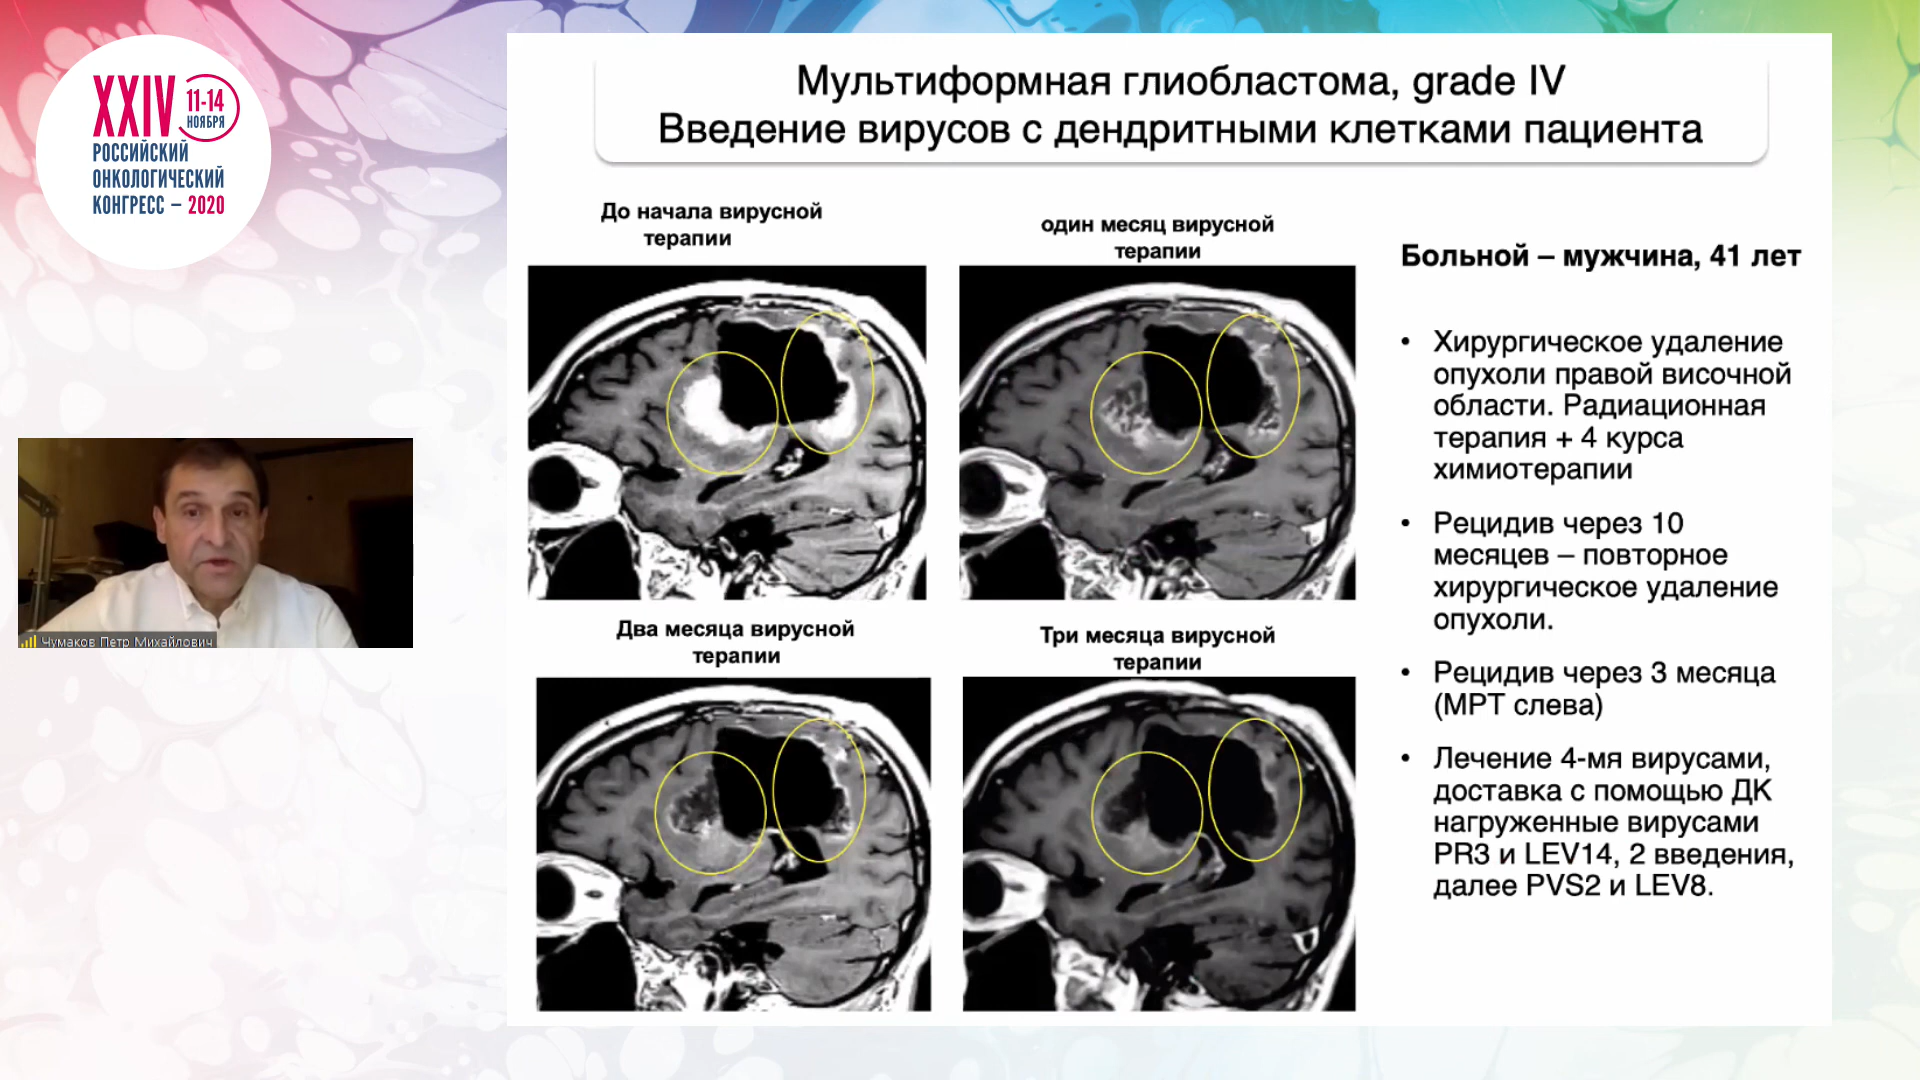 XXIV
11-14
НОЯБРЯ
РОССИЙСКИЙ
ОНКОЛОГИЧЕСКИЙ
КОНГРЕСС – 2020
Чумаков Петр Михайлович
Мультиформная глиобластома, grade IV
Введение вирусов с дендритными клетками пациента
До начала вирусной
терапии
один месяц вирусной
терапии
Два месяца вирусной
терапии
Три месяца вирусной
терапии
Больной – мужчина, 41 лет
• Хирургическое удаление
опухоли правой височной
области. Радиационная
терапия + 4 курса
химиотерапии
• Рецидив через 10
месяцев – повторное
хирургическое удаление
опухоли.
• Рецидив через 3 месяца
(МРТ слева)
• Лечение 4-мя вирусами,
доставка с помощью ДК
нагруженные вирусами
PR3 и LEV14, 2 введения,
далее PVS2 и LEV8.